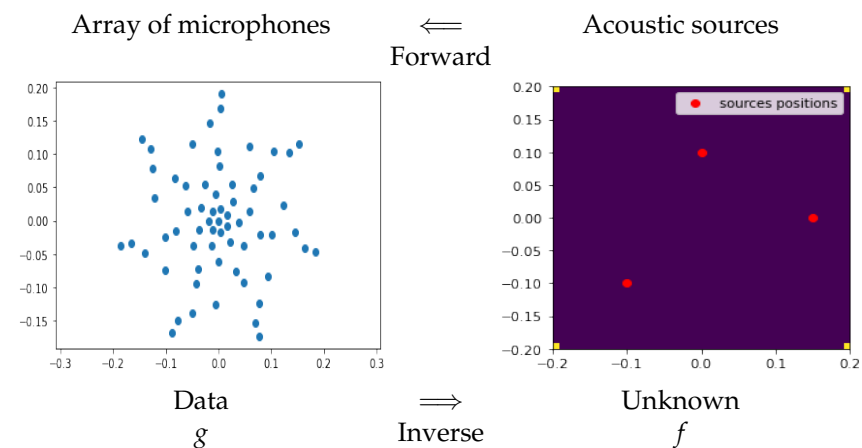 Array of microphones ⇐ Acoustic sources
Forward
0.20
0.15
0.10
0.05
0.00
−0.05
−0.10
−0.15
−0.3 −0.2 −0.1 0.0 0.1 0.2 0.3
sources positions
0.20
0.15
0.10
0.05
0.00
−0.05
−0.10
−0.15
−0.20
−0.2 −0.1 0.0 0.1 0.2
Data ⇒ Unknown
g Inverse f